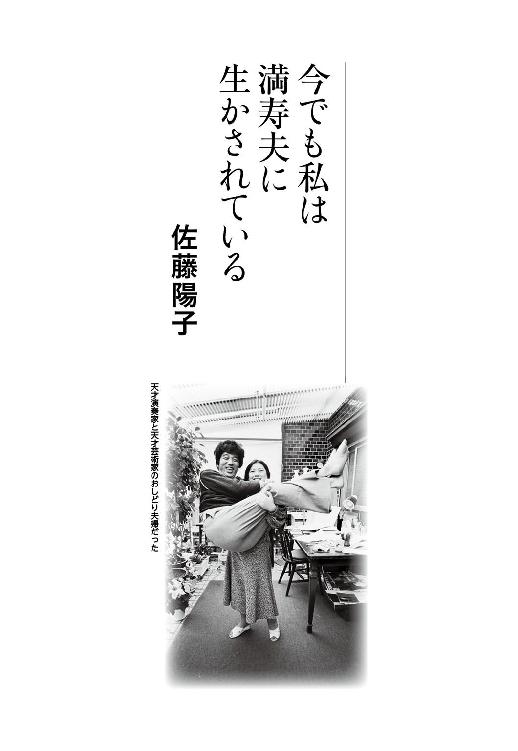 今でも私は
満寿夫に
生かされている
佐藤陽子
天才演奏家と天才芸術家のおしどり夫婦だった